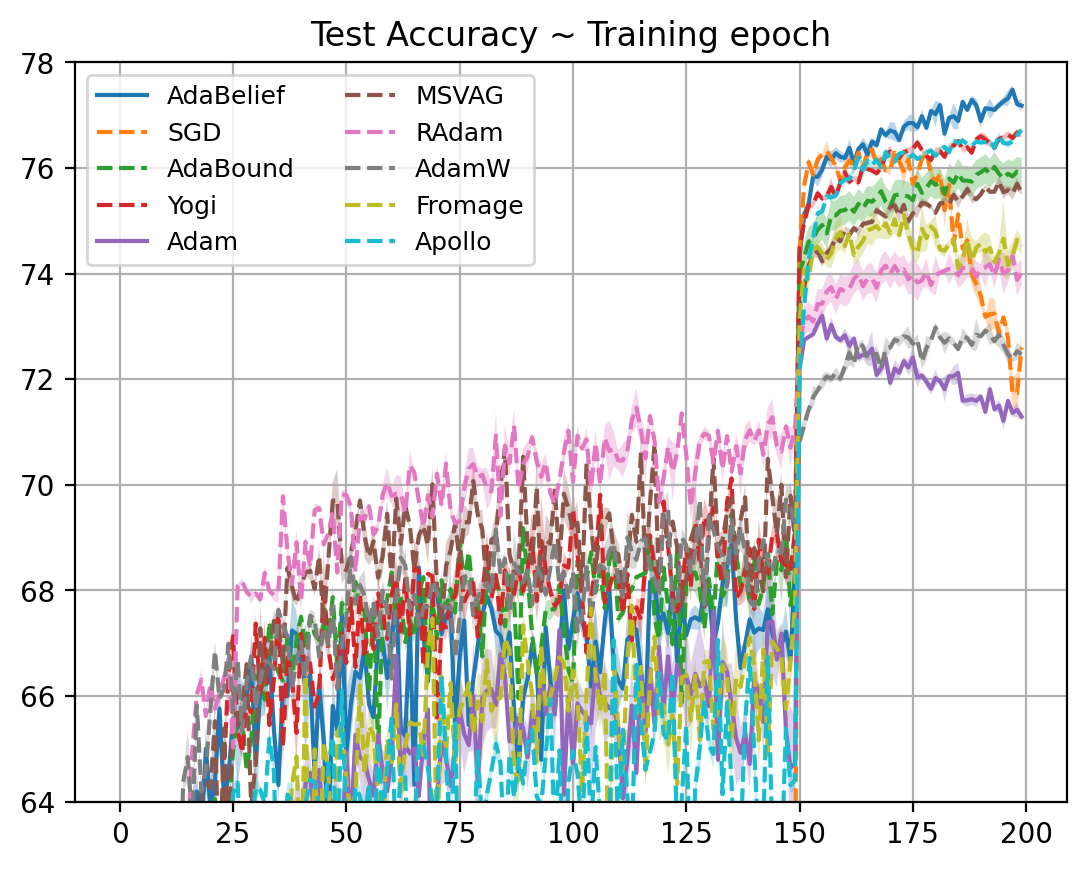 Test Accuracy ~ Training epoch
78
76
74
72
70
68
66
64
AdaBelief
SGD
AdaBound
Yogi
Adam
MSVAG
RAdam
AdamW
Fromage
Apollo
0 25 50 75 100 125 150 175 200